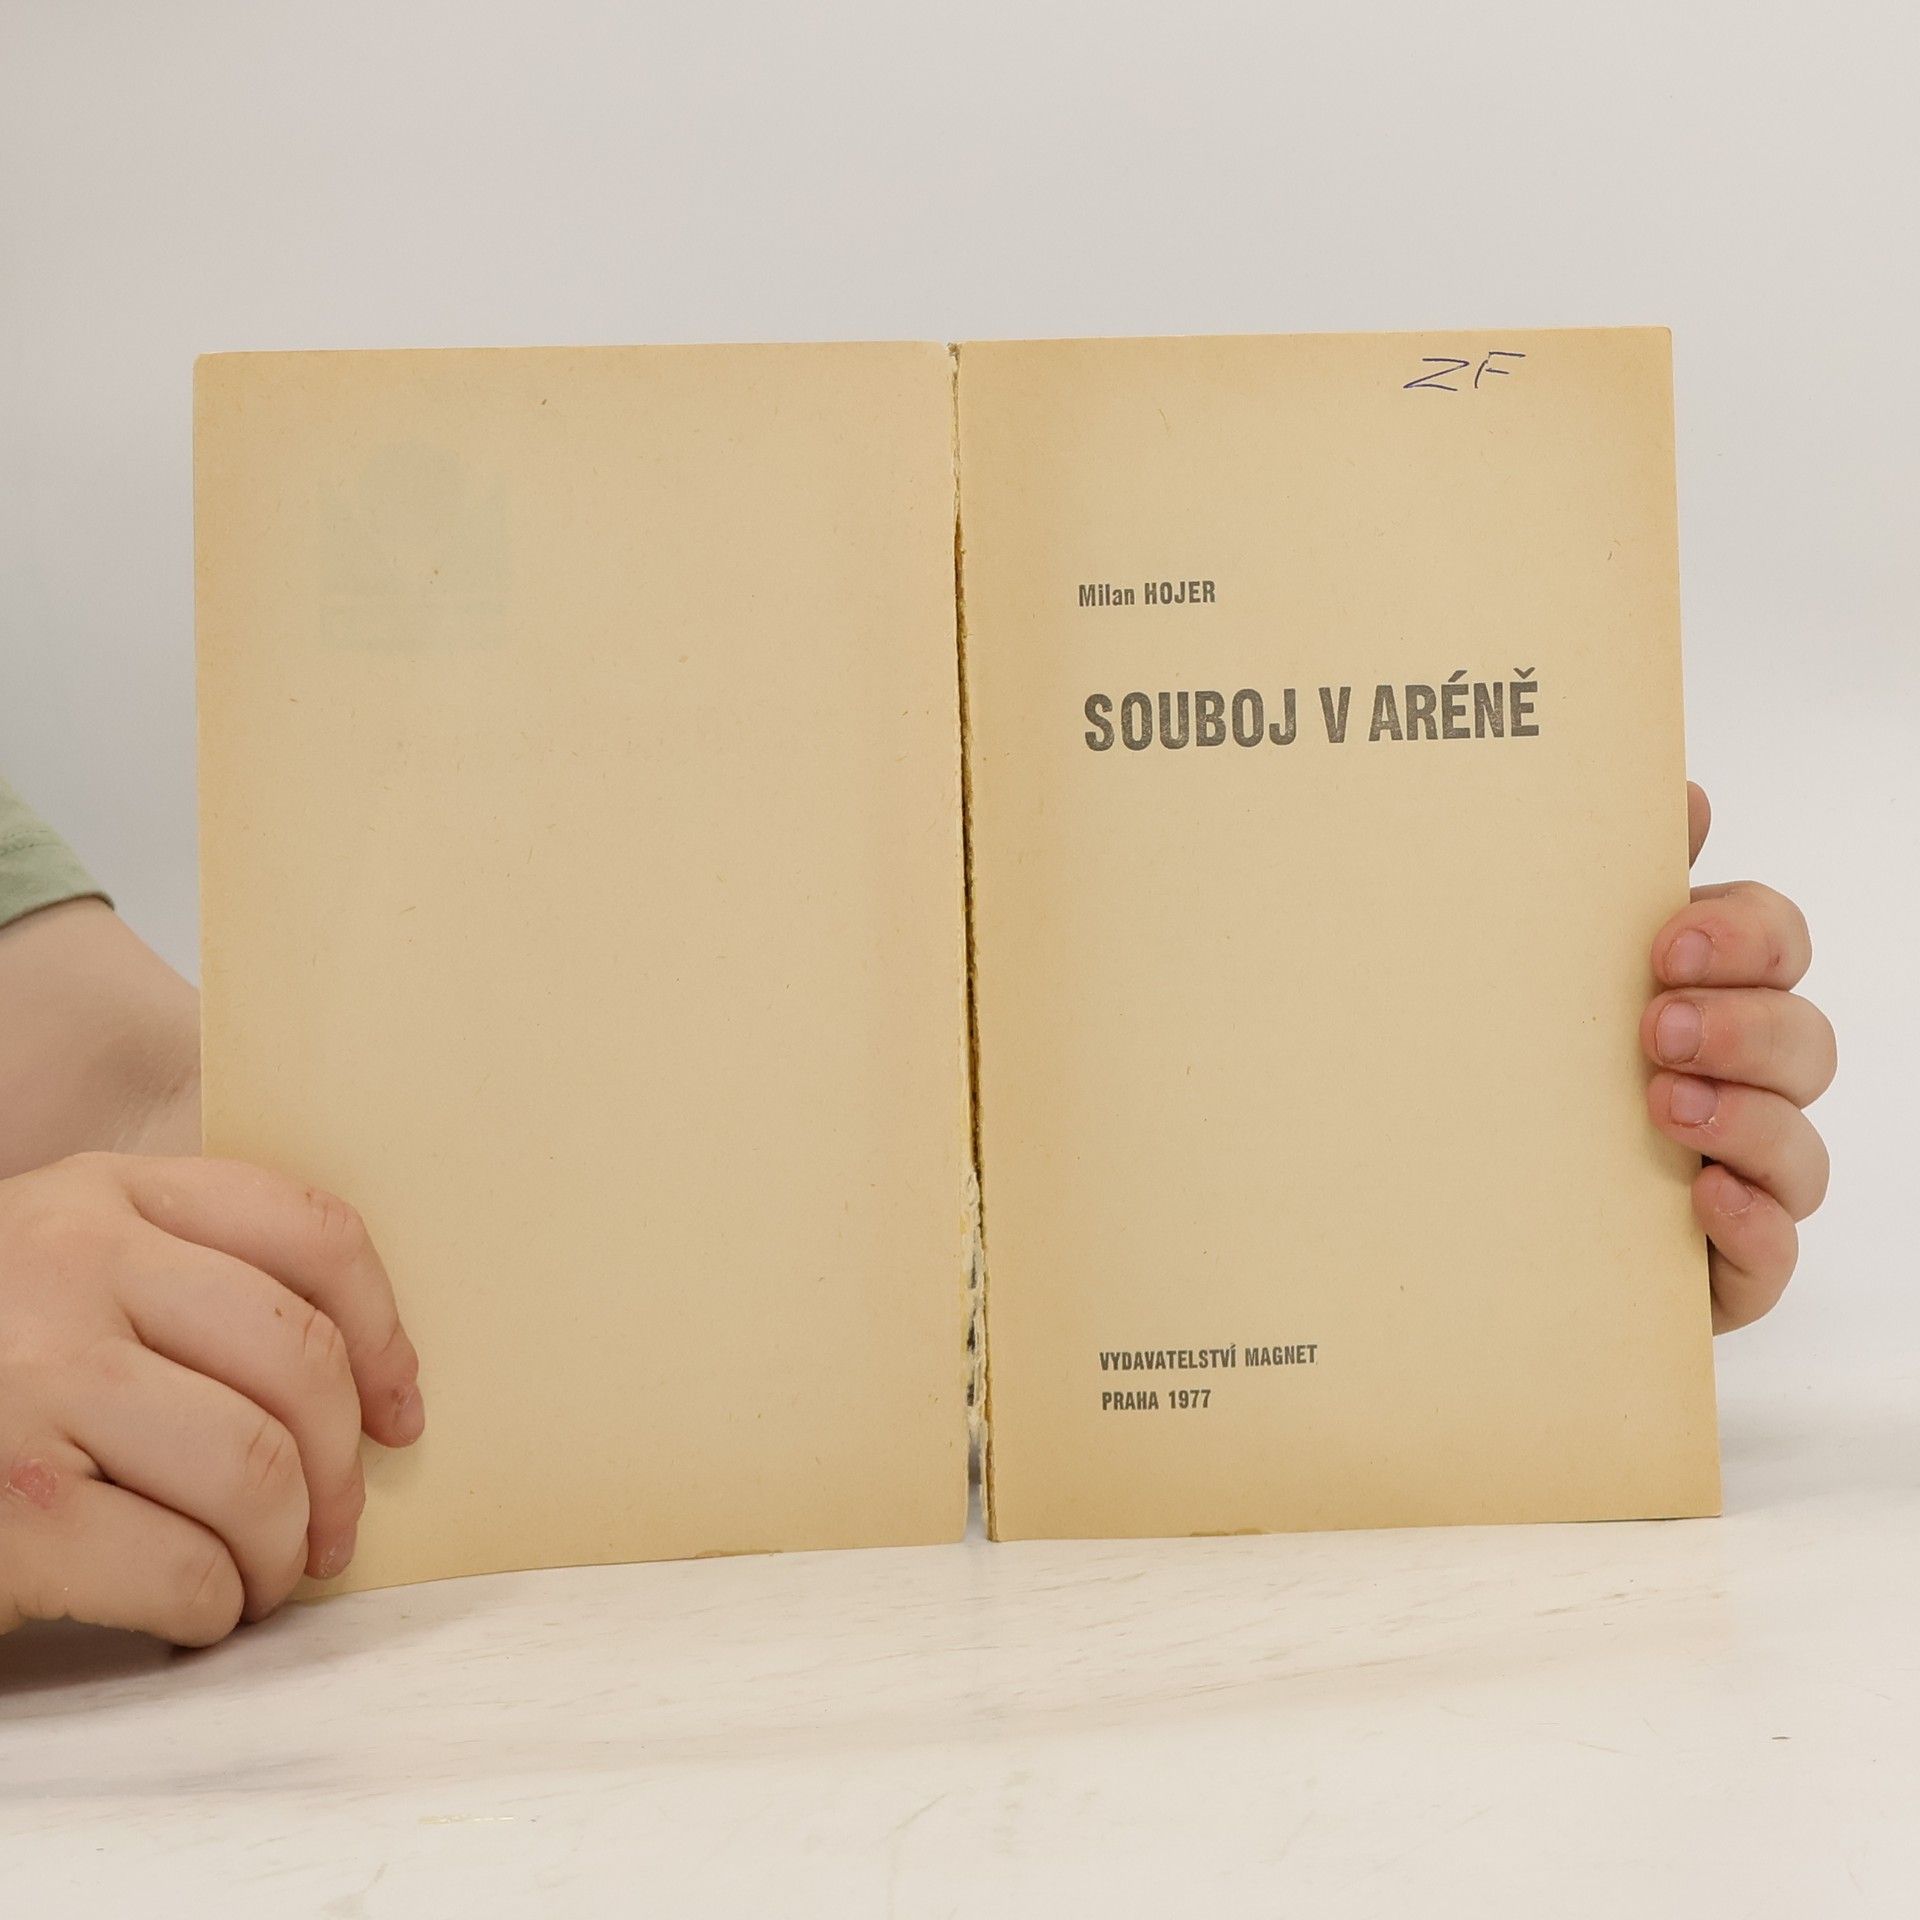 ZF
Milan HOJER
SOUBOJ V ARÉNĚ
VYDAVATELSTVÍ MAGNET
PRAHA 1977